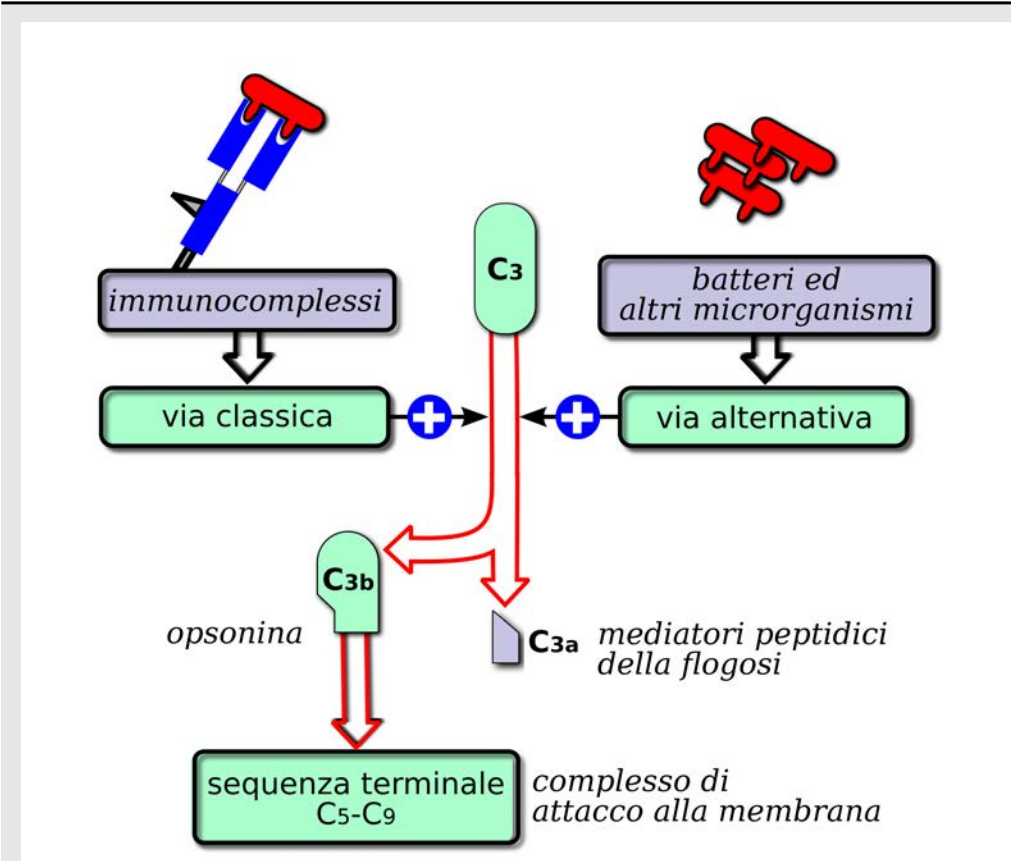 C3
immunocomplessi
batteri ed
altri microrganismi
via classica
via alternativa
C3b
opsonina
C3a
mediatori peptidici
della flogosi
sequenza terminale
C5-C9
complesso di
attacco alla membrana